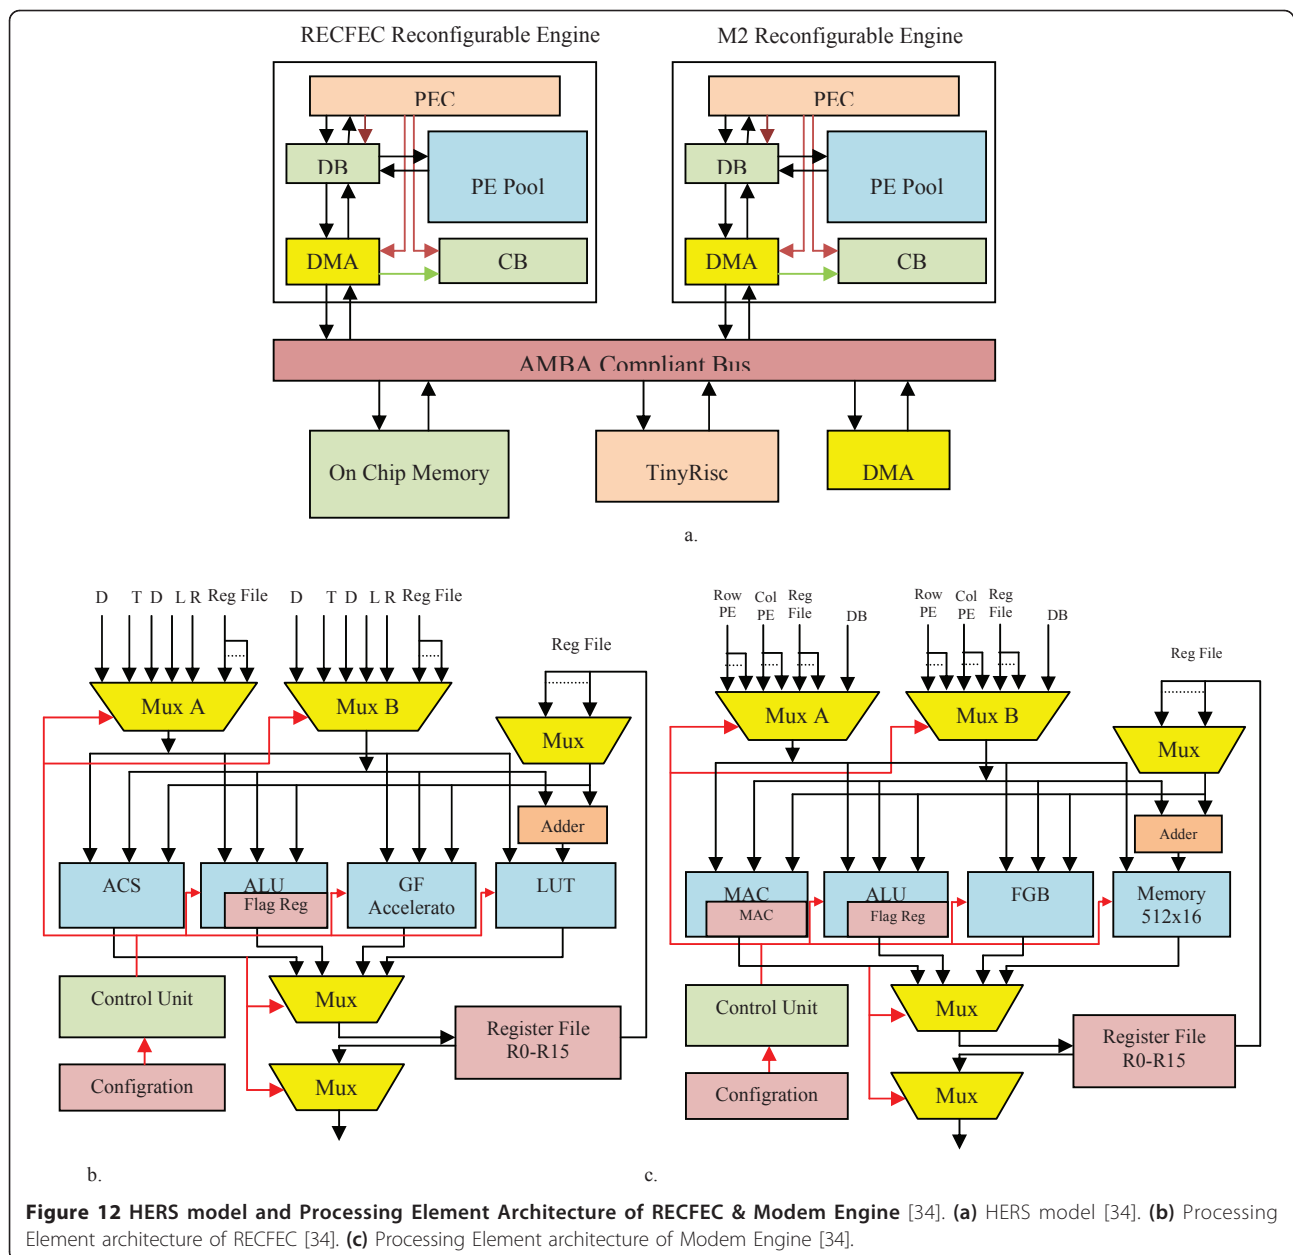 RECFEC Reconfigurable Engine
M2 Reconfigurable Engine
PEC
DB
PE Pool
DMA
CB
PEC
DB
PE Pool
DMA
CB
AMBA Compliant Bus
On Chip Memory
TinyRisc
DMA
a.
D T D L R Reg File
D T D L R Reg File
Reg File
Mux A
Mux B
Mux
Adder
ACS
ALU
Flag Reg
GF
Accelerato
LUT
Control Unit
Mux
Register File
R0-R15
Configration
Mux
b.
Row
PE
Col
PE
Reg
File
DB
Row
PE
Col
PE
Reg
File
DB
Reg File
Mux A
Mux B
Mux
Adder
MAC
MAC
ALU
Flag Reg
FGB
Memory
512x16
Control Unit
Mux
Register File
R0-R15
Configration
Mux
c.
Figure 12 HERS model and Processing Element Architecture of RECFEC & Modem Engine [34]. (a) HERS model [34]. (b) Processing
Element architecture of RECFEC [34]. (c) Processing Element architecture of Modem Engine [34].